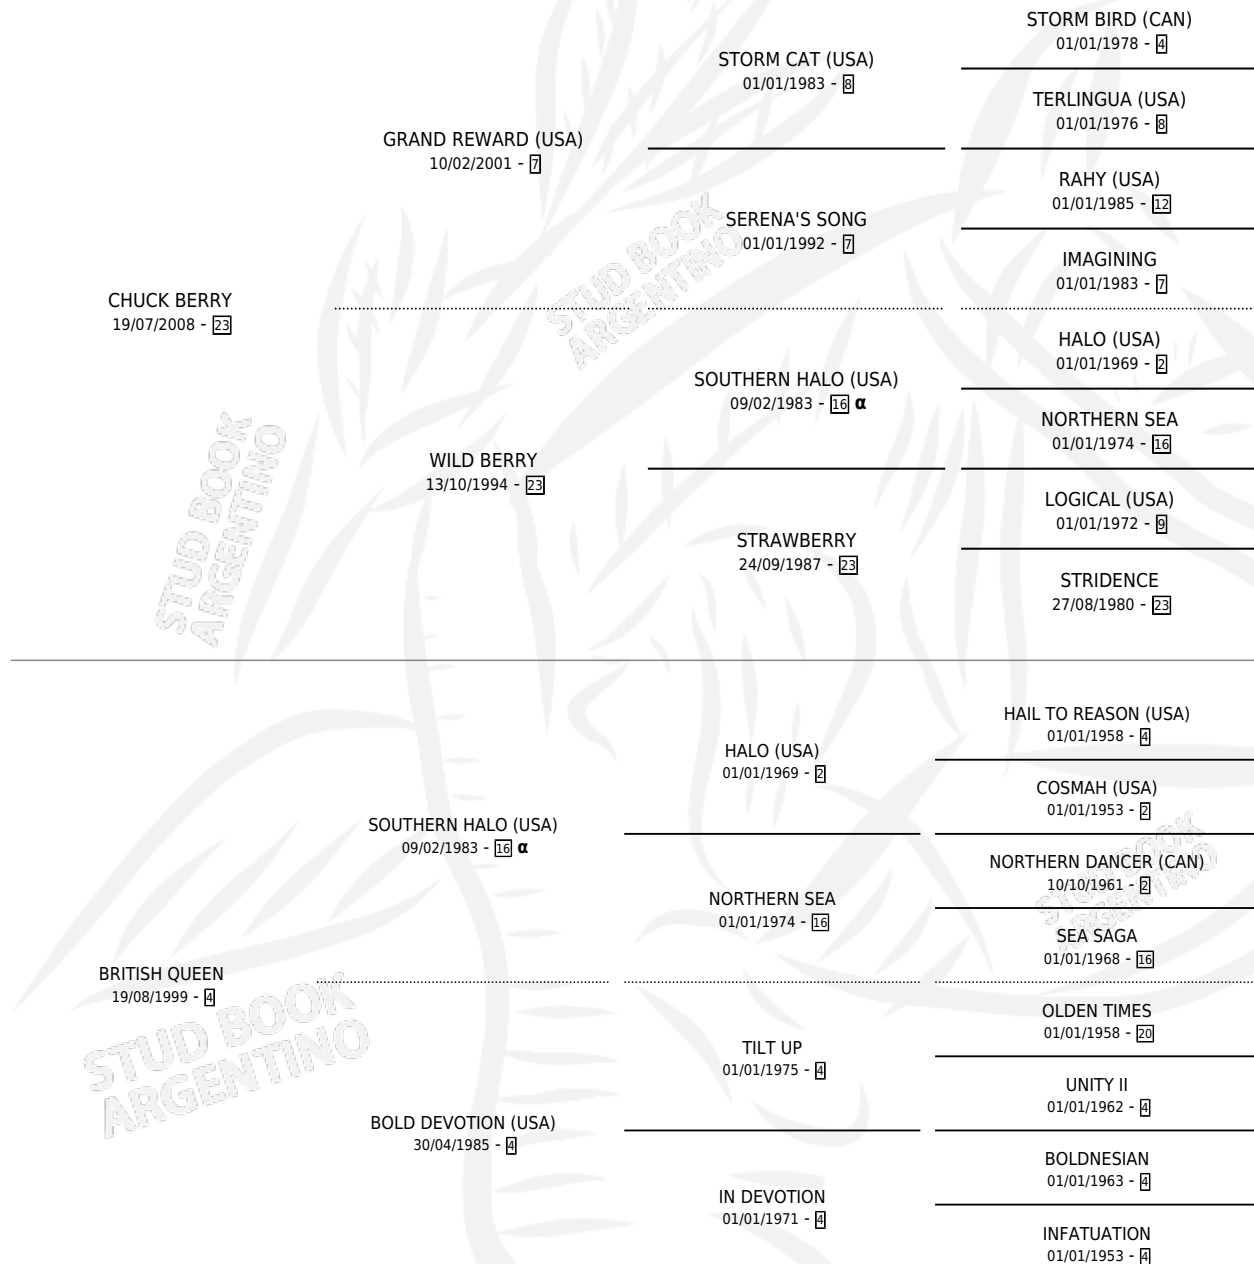 STORM BIRD (CAN)
01/01/1978 - 4
STORM CAT (USA)
01/01/1983 - 8
TERLINGUA (USA)
01/01/1976 - 8
GRAND REWARD (USA)
10/02/2001 - 7
RAHY (USA)
01/01/1985 - 12
SERENA'S SONG
01/01/1992 - 7
IMAGINING
01/01/1983 - 7
CHUCK BERRY
19/07/2008 - 23
HALO (USA)
01/01/1969 - 2
SOUTHERN HALO (USA)
09/02/1983 - 16 α
NORTHERN SEA
01/01/1974 - 16
WILD BERRY
13/10/1994 - 23
LOGICAL (USA)
01/01/1972 - 9
STRAWBERRY
24/09/1987 - 23
STRIDENCE
27/08/1980 - 23
STUD BOOK
ARGENTINO
STUD BOOK
ARGENTINO
HAIL TO REASON (USA)
01/01/1958 - 4
HALO (USA)
01/01/1969 - 2
COSMAH (USA)
01/01/1953 - 2
SOUTHERN HALO (USA)
09/02/1983 - 16 α
NORTHERN DANCER (CAN)
10/10/1961 - 2
NORTHERN SEA
01/01/1974 - 16
SEA SAGA
01/01/1968 - 16
BRITISH QUEEN
19/08/1999 - 4
OLDEN TIMES
01/01/1958 - 20
TILT UP
01/01/1975 - 4
UNITY II
01/01/1962 - 4
BOLD DEVOTION (USA)
30/04/1985 - 4
BOLDNESIAN
01/01/1963 - 4
IN DEVOTION
01/01/1971 - 4
INFATUATION
01/01/1953 - 4
STUD BOOK
ARGENTINO
STUD BOOK
ARGENTINO